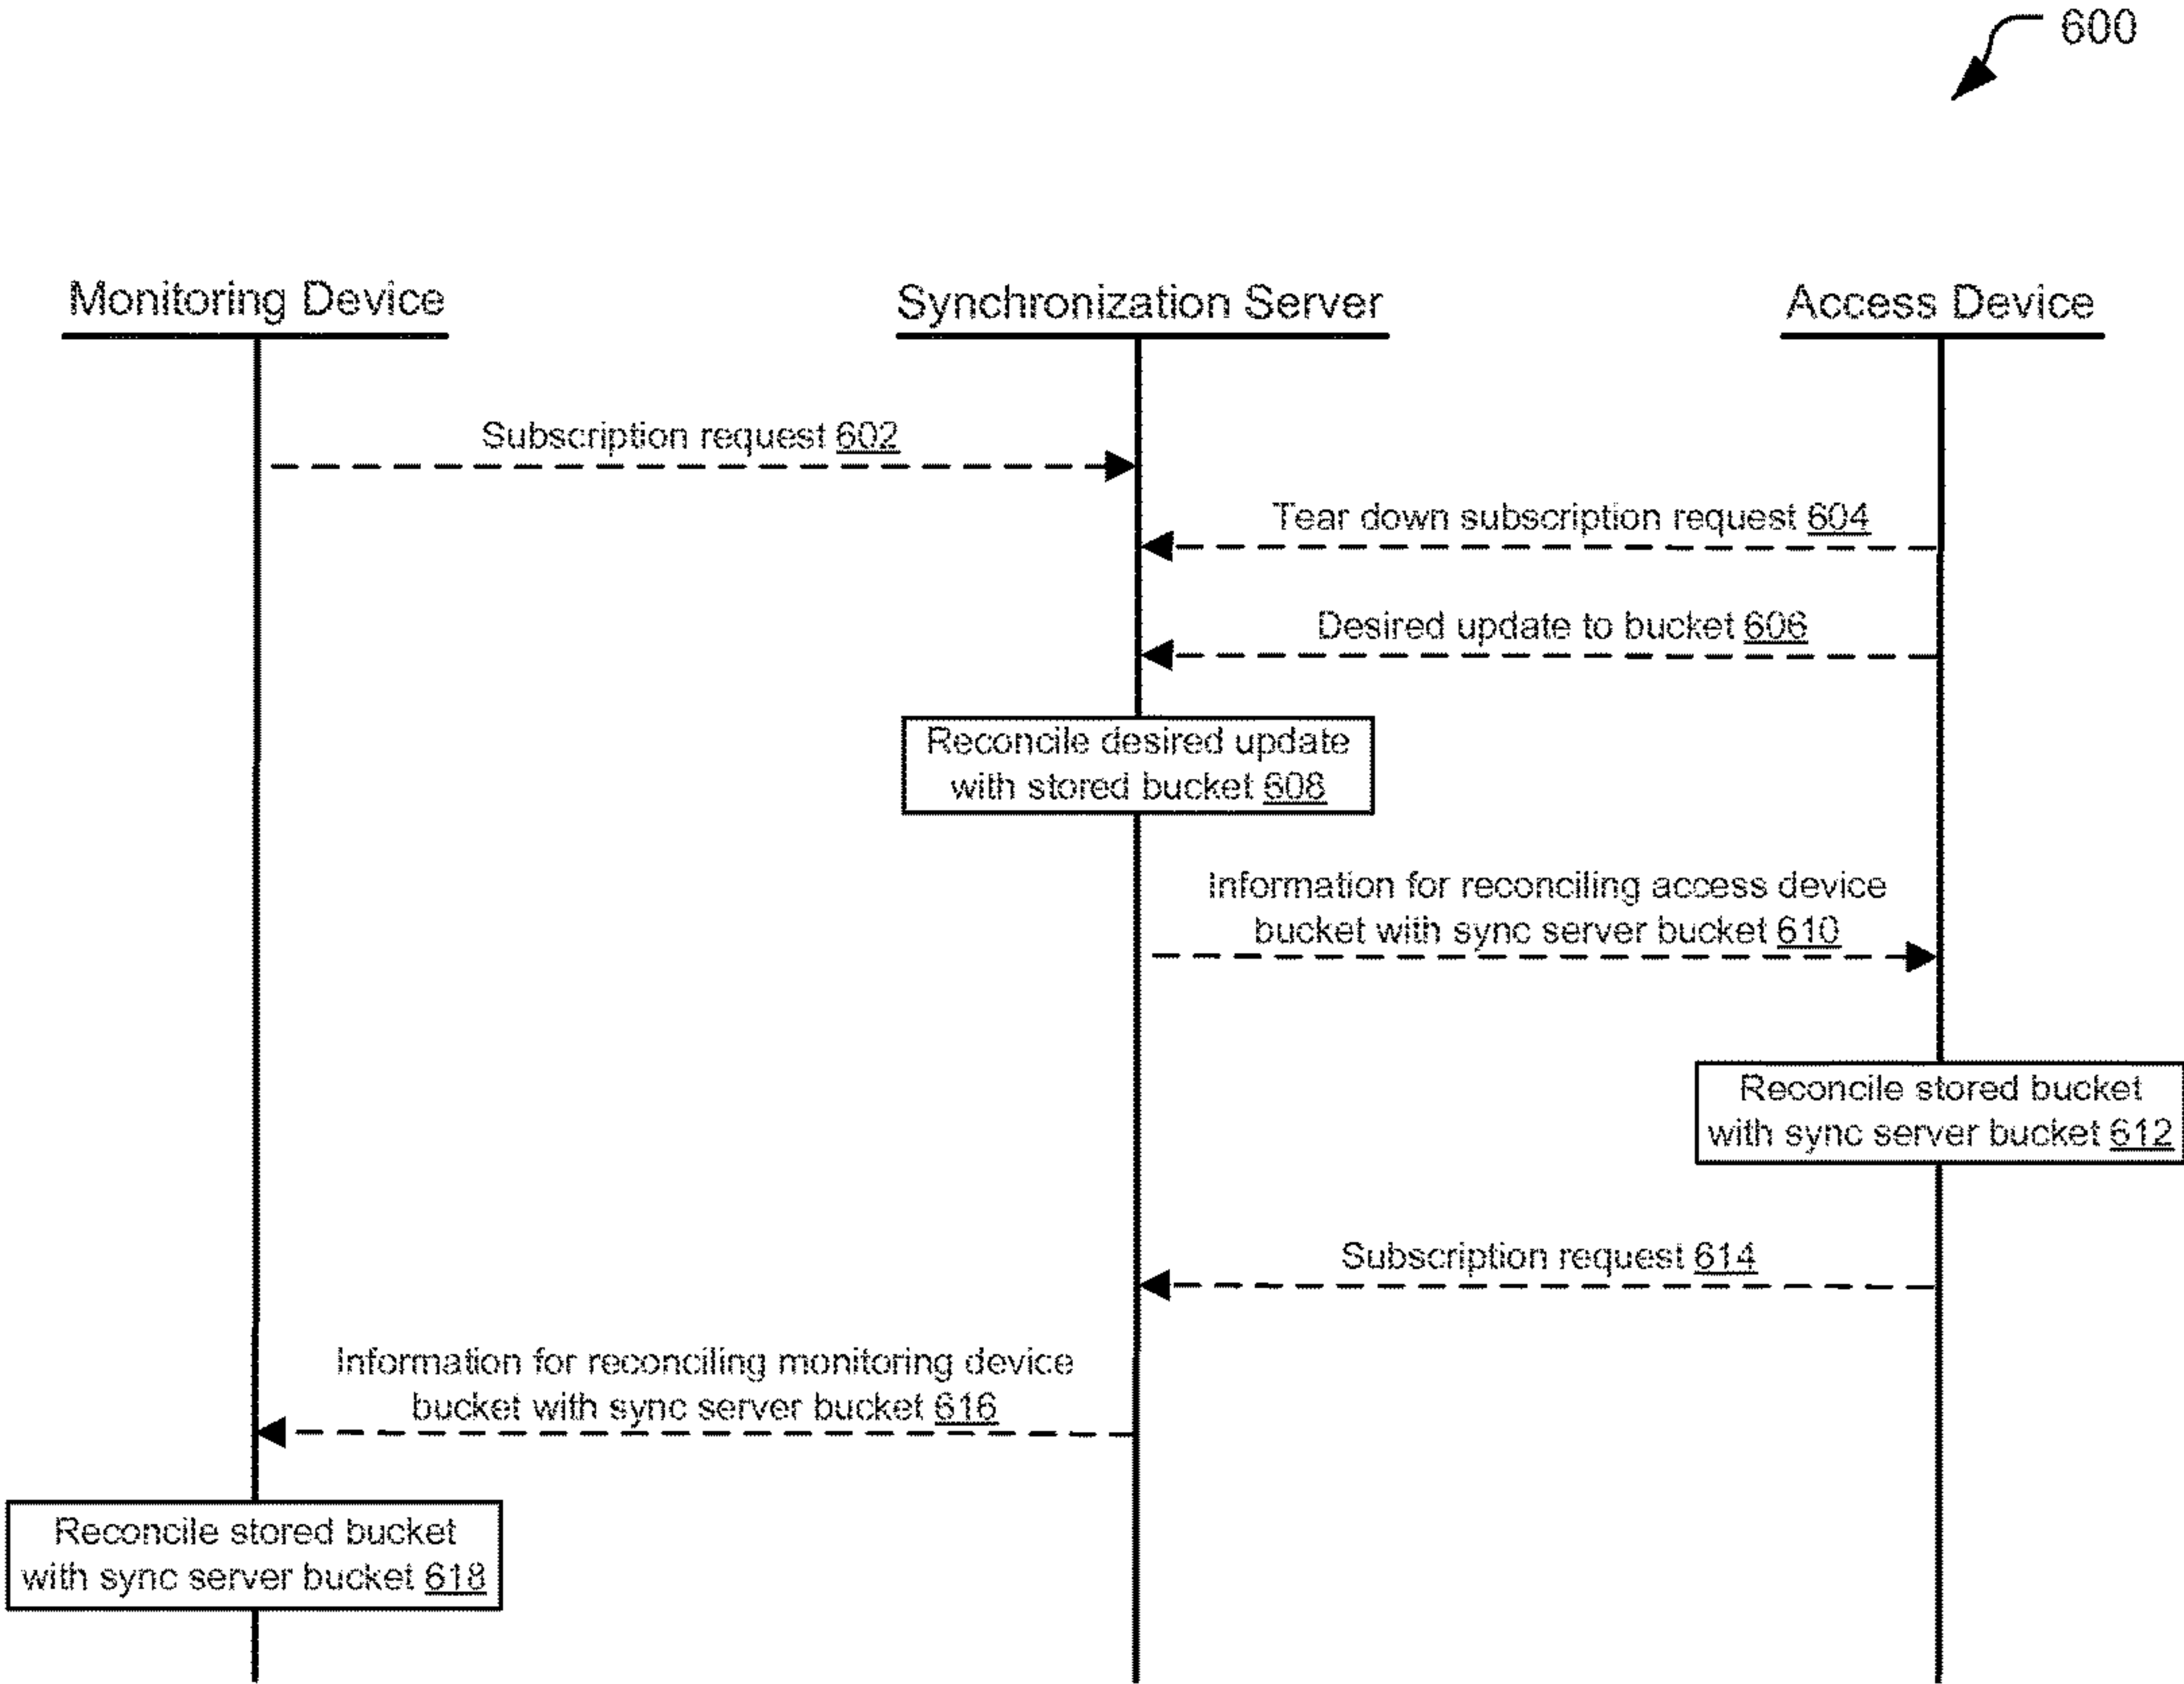 600
Monitoring Device
Synchronization Server
Access Device
Subscription request 602
Tear down subscription request 604
Desired update to bucket 606
Reconcile desired update
with stored bucket 608
Information for reconciling access device
bucket with sync server bucket 610
Reconcile stored bucket
with sync server bucket 612
Subscription request 614
Information for reconciling monitoring device
bucket with sync server bucket 616
Reconcile stored bucket
with sync server bucket 618